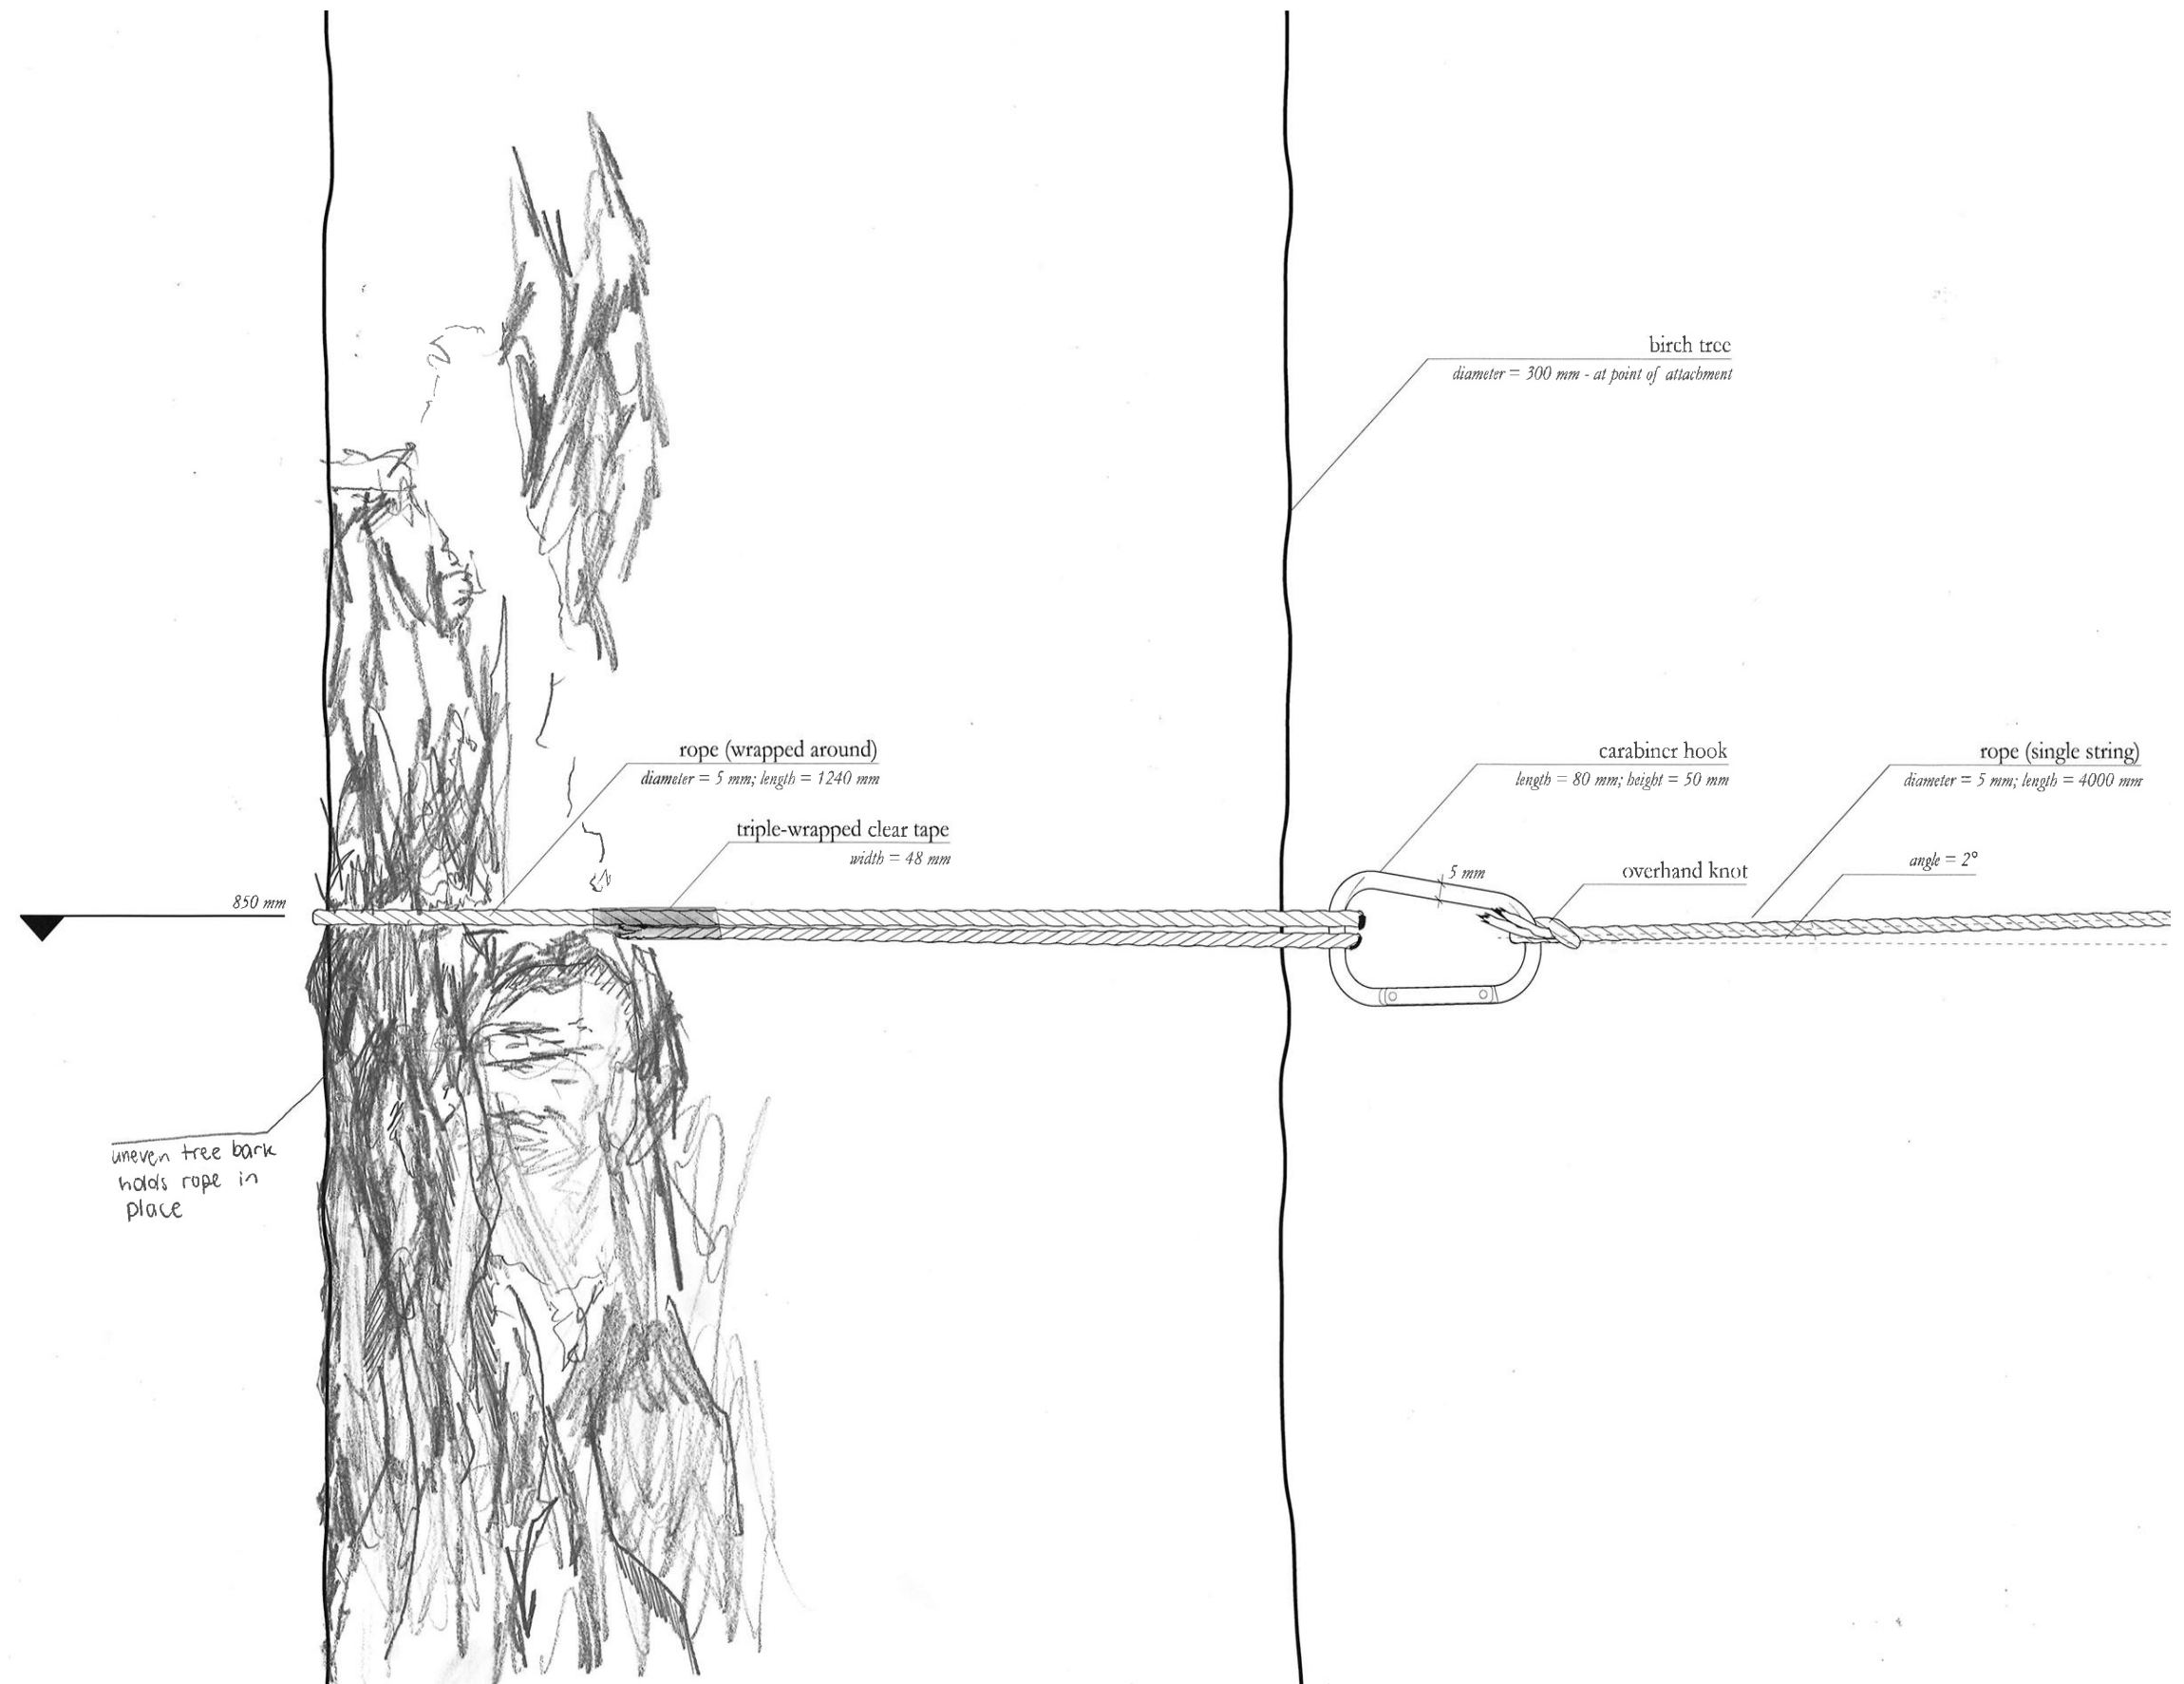 birch tree
diameter = 300 mm - at point of attachment
rope (wrapped around)
diameter = 5 mm; length = 1240 mm
carabiner hook
length = 80 mm; height = 50 mm
rope (single string)
diameter = 5 mm; length = 4000 mm
triple-wrapped clear tape
width = 48 mm
5 mm
overhand knot
angle = 2°
850 mm
uneven tree bark
holds rope in
place